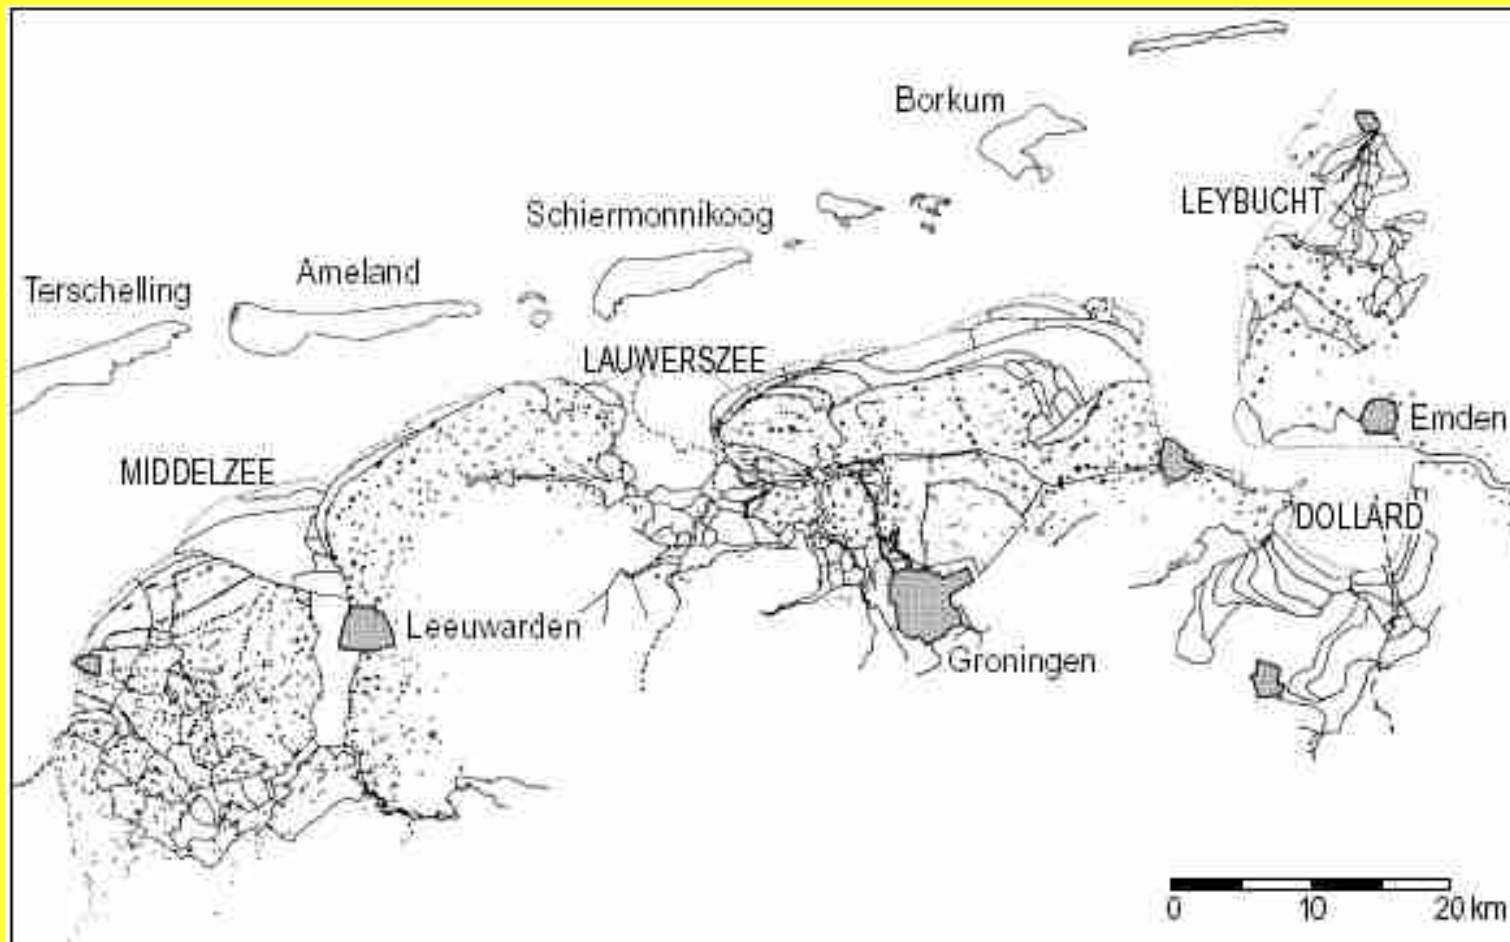 Borkum
LEYBUCHT
Schiermonnikoog
Ameland
Terschelling
LAUWERSZEE
Emden
MIDDELZEE
DOLLARD
Leeuwarden
Groningen
0 10 20 km